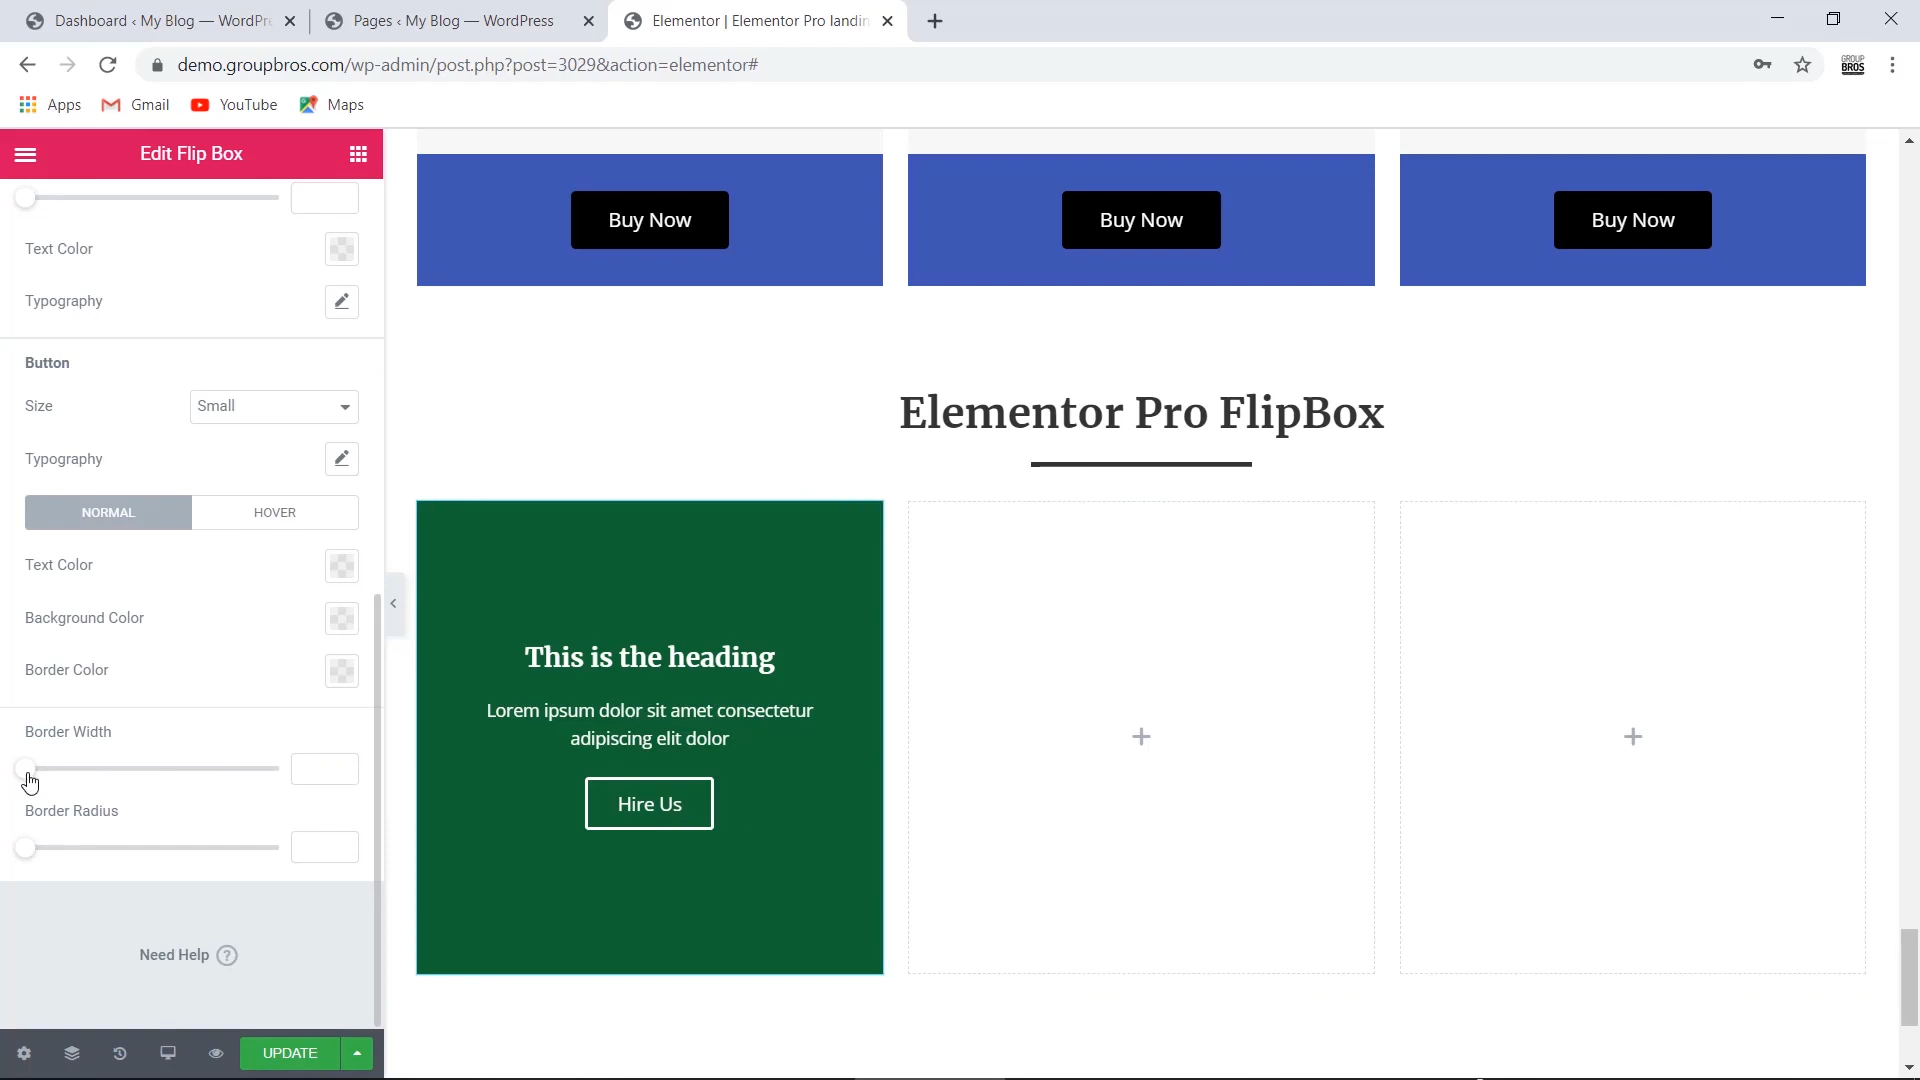 Dashboard ‹ My Blog — WordPr
Pages ‹ My Blog — WordPress
Elementor | Elementor Pro landin
demo.groupbros.com/wp-admin/post.php?post=3029&action=elementor#
GROUP
BROS
Apps
Gmail
YouTube
Maps
Edit Flip Box
Text Color
Typography
Button
Size
Small
Typography
NORMAL
HOVER
Text Color
Background Color
Border Color
Border Width
Border Radius
Need Help ?
UPDATE
Buy Now
Buy Now
Buy Now
Elementor Pro FlipBox
This is the heading
Lorem ipsum dolor sit amet consectetur
adipiscing elit dolor
Hire Us